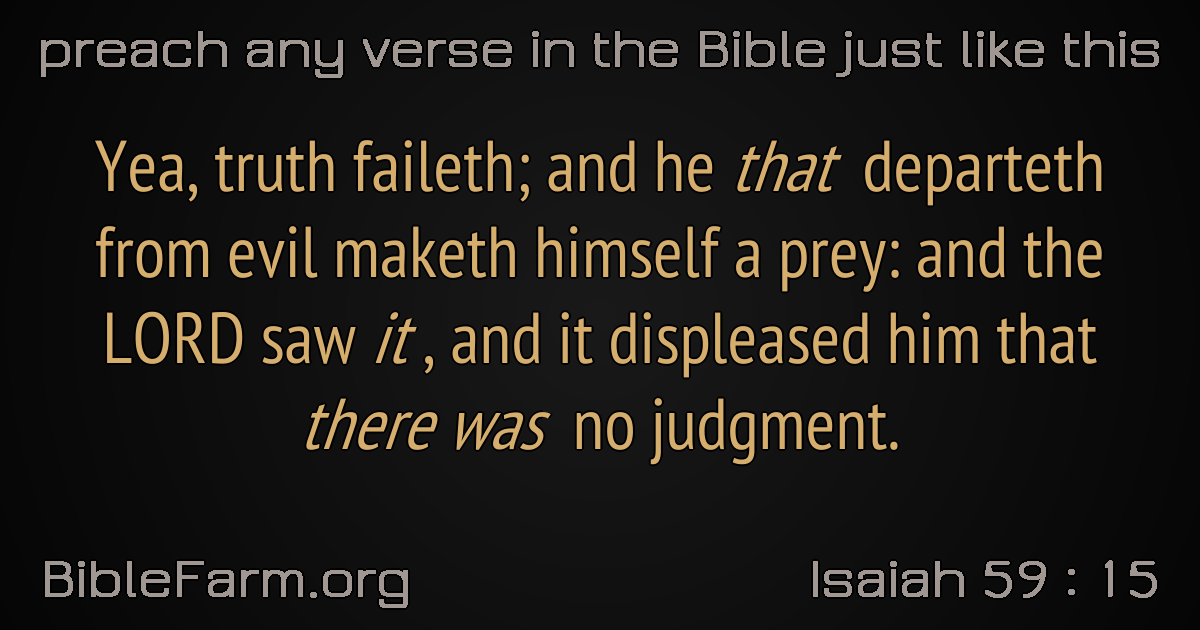 preach any verse in the Bible just like this
Yea, truth faileth; and he that departeth
from evil maketh himself a prey: and the
LORD saw it , and it displeased him that
there was no judgment.
BibleFarm.org
Isaiah 59 : 15